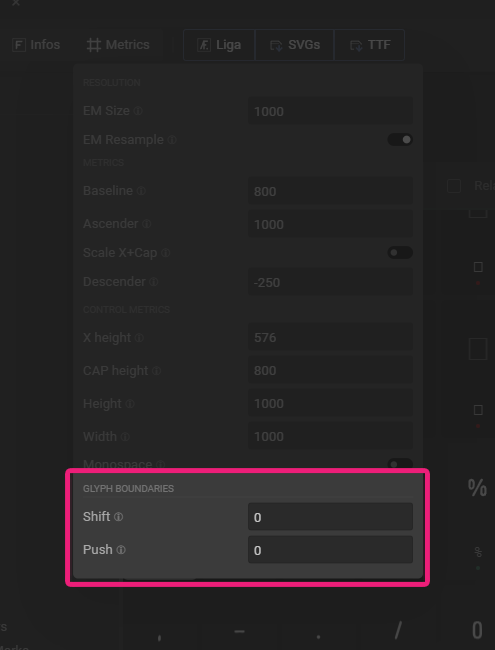 x
F Infos
Metrics
Liga
SVGs
TTF
RESOLUTION
EM Size 1000
EM Resample
METRICS
Baseline 800
Ascender 1000
Scale X+Cap
Descender -250
CONTROL METRICS
X height 576
CAP height 800
Height 1000
Width 1000
Monospace
GLYPH BOUNDARIES
Shift 0
Push 0
%
%
, - . / 0